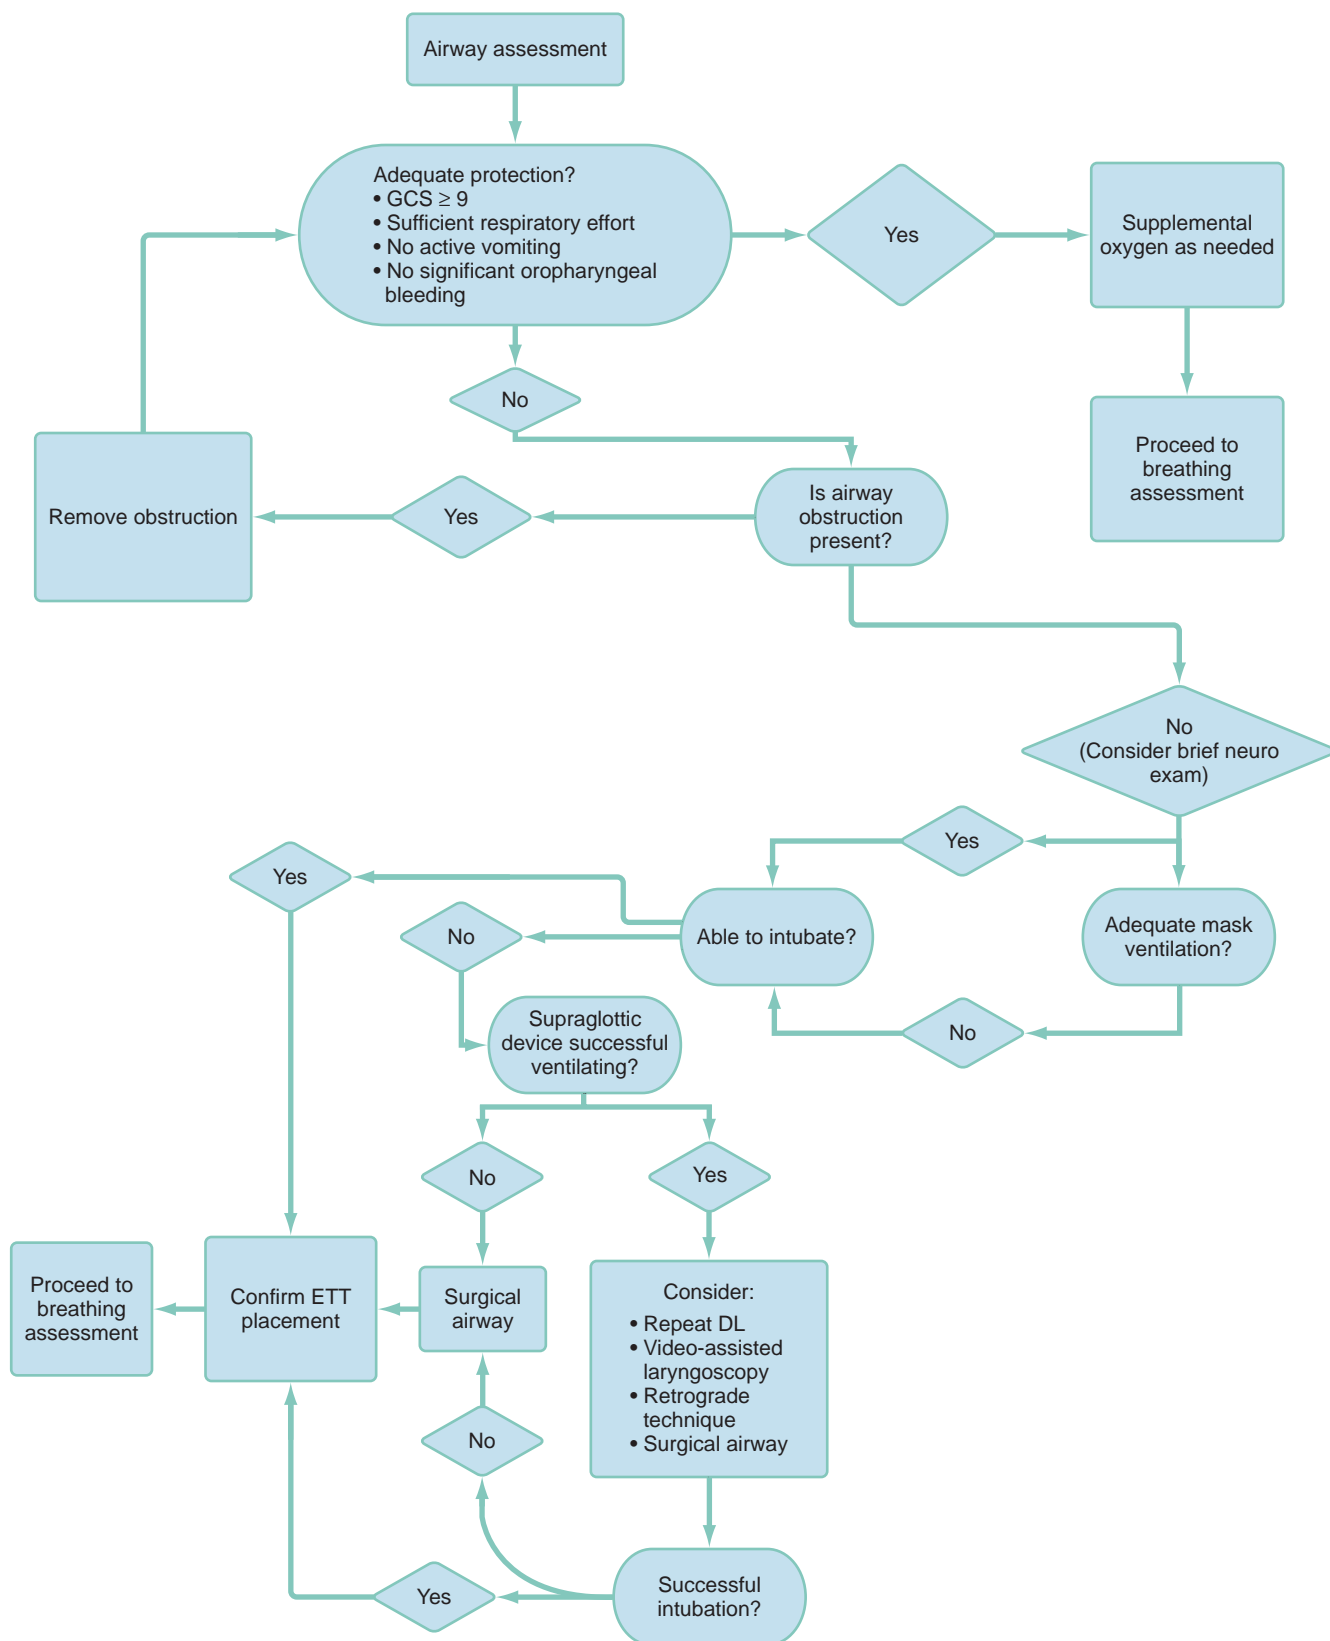 Airway assessment
Adequate protection?
• GCS ≥ 9
• Sufficient respiratory effort
• No active vomiting
• No significant oropharyngeal
bleeding
Yes
Supplemental
oxygen as needed
Proceed to
breathing
assessment
No
Is airway
obstruction
present?
Yes
Remove obstruction
No
(Consider brief neuro
exam)
Yes
Adequate mask
ventilation?
No
Able to intubate?
Yes
No
Supraglottic
device successful
ventilating?
No
Yes
Surgical
airway
Consider:
• Repeat DL
• Video-assisted
laryngoscopy
• Retrograde
technique
• Surgical airway
Confirm ETT
placement
Proceed to
breathing
assessment
No
Yes
Successful
intubation?